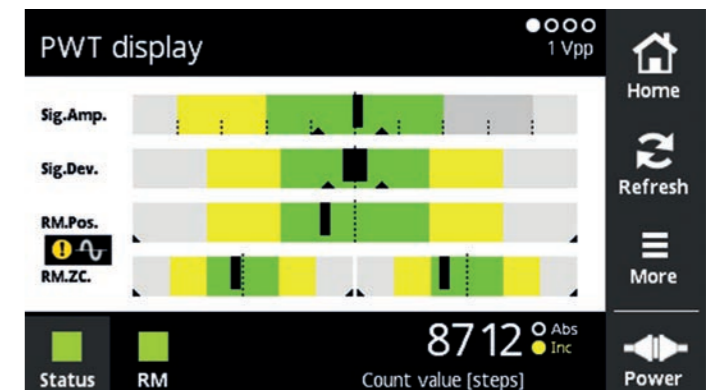 PWT display
1 Vpp
Home
Sig.Amp.
Sig.Dev.
Refresh
RM.Pos.
RM.ZC.
More
8712
Abs
Inc
Status
RM
Count value [steps]
Power